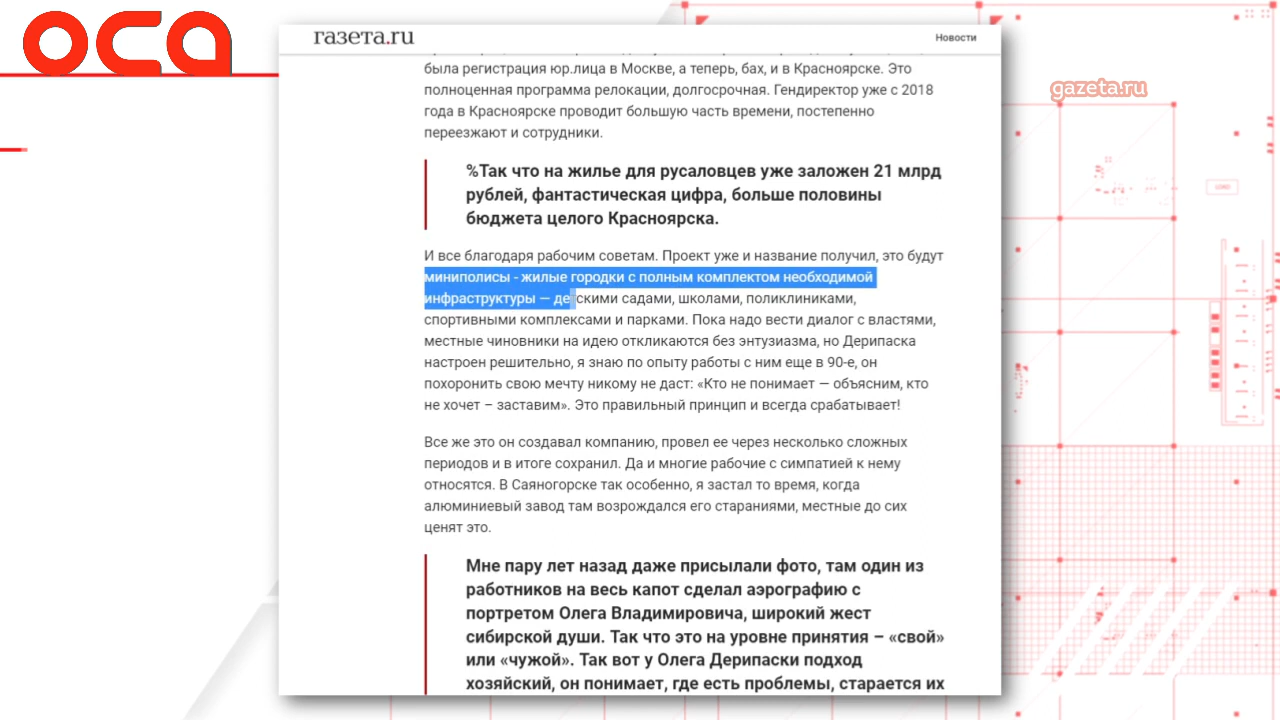 оса
газета.ru
Новости
gazeta.ru
была регистрация юр.лица в Москве, а теперь, бах, и в Красноярске. Это
полноценная программа релокации, долгосрочная. Гендиректор уже с 2018
года в Красноярске проводит большую часть времени, постепенно
переезжают и сотрудники.
%Так что на жилье для русаловцев уже заложен 21 млрд
рублей, фантастическая цифра, больше половины
бюджета целого Красноярска.
И все благодаря рабочим советам. Проект уже и название получил, это будут
миниполисы - жилые городки с полным комплектом необходимой
инфраструктуры — детскими садами, школами, поликлиниками,
спортивными комплексами и парками. Пока надо вести диалог с властями,
местные чиновники на идею откликаются без энтузиазма, но Дерипаска
настроен решительно, я знаю по опыту работы с ним еще в 90-е, он
похоронить свою мечту никому не даст: «Кто не понимает — объясним, кто
не хочет – заставим». Это правильный принцип и всегда срабатывает!
Все же это он создавал компанию, провел ее через несколько сложных
периодов и в итоге сохранил. Да и многие рабочие с симпатией к нему
относятся. В Саяногорске так особенно, я застал то время, когда
алюминиевый завод там возрождался его стараниями, местные до сих
ценят это.
Мне пару лет назад даже присылали фото, там один из
работников на весь капот сделал аэрографию с
портретом Олега Владимировича, широкий жест
сибирской души. Так что это на уровне принятия – «свой»
или «чужой». Так вот у Олега Дерипаски подход
хозяйский, он понимает, где есть проблемы, старается их